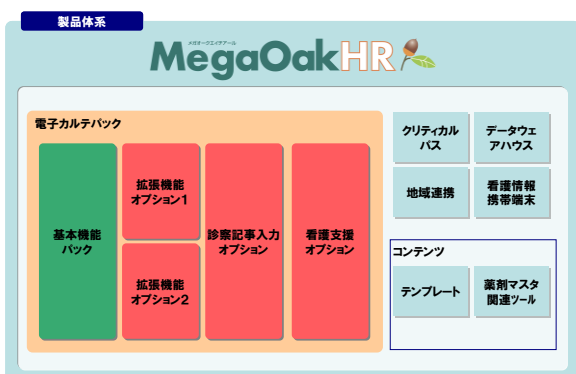 製品体系
メガオークエイチアール
MegaOakHR
電子カルテパック
基本機能
パック
拡張機能
オプション1
拡張機能
オプション2
診察記事入力
オプション
看護支援
オプション
クリティカル
パス
データウェ
アハウス
地域連携
看護情報
携帯端末
コンテンツ
テンプレート
薬剤マスタ
関連ツール